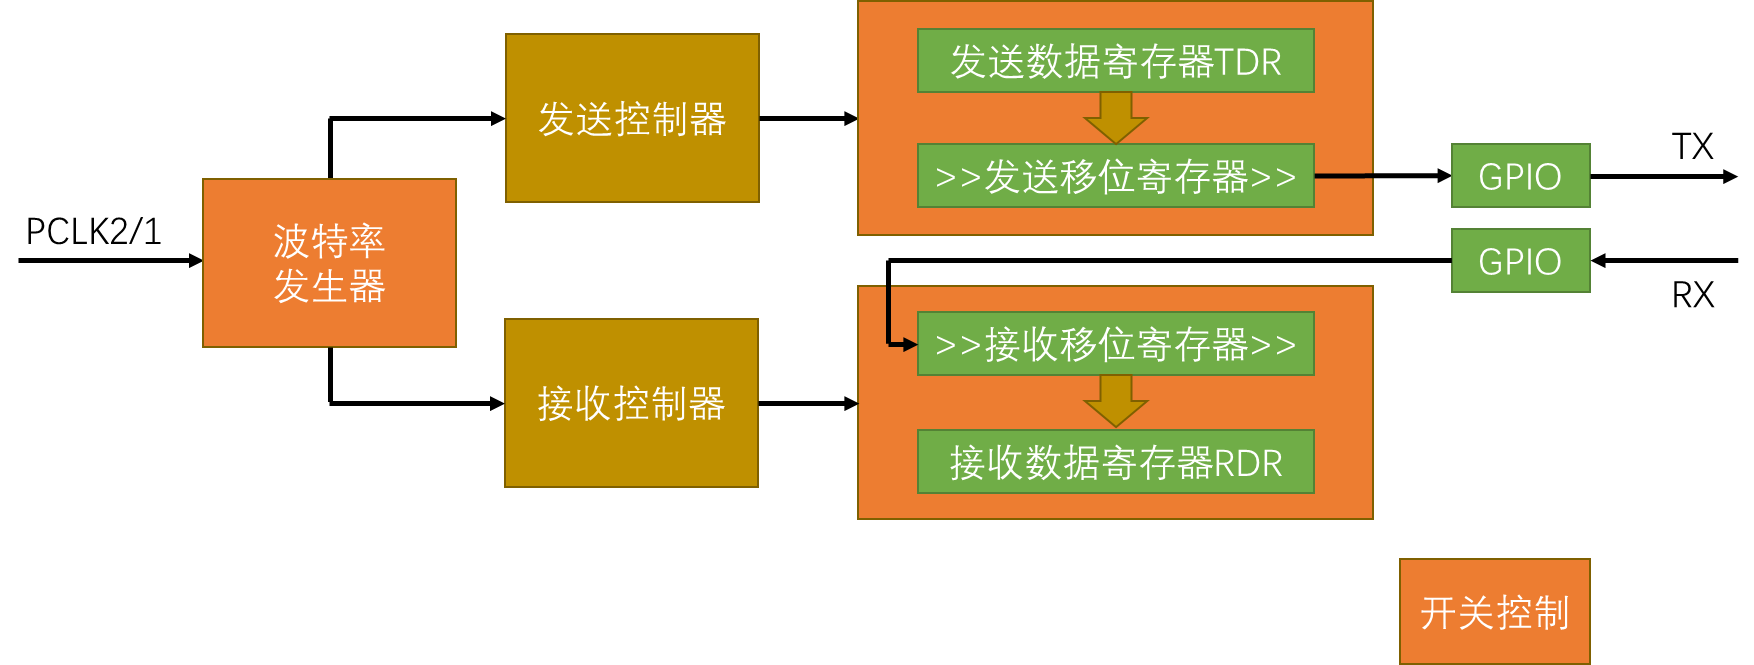 发送数据寄存器TDR
发送控制器
TX
>>发送移位寄存器>>
GPIO
PCLK2/1
波特率
发生器
GPIO
RX
>>接收移位寄存器>>
接收控制器
接收数据寄存器RDR
开关控制